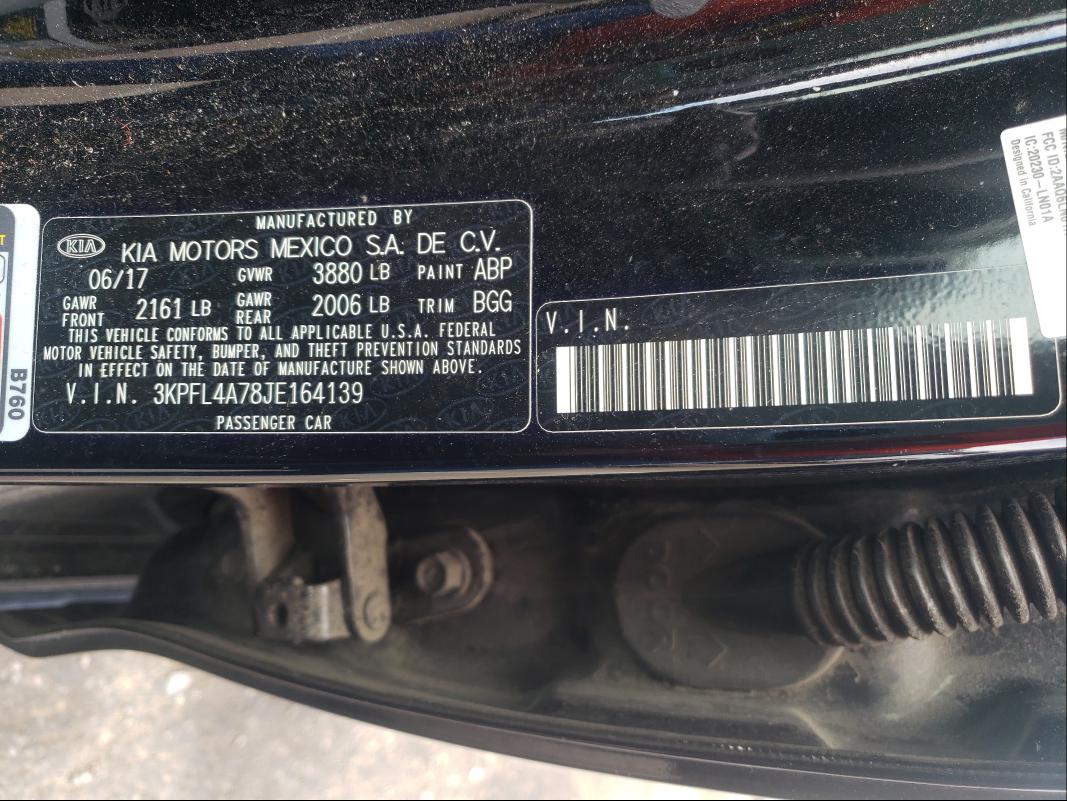 MANUFACTURED BY
KIA KIA MOTORS MEXICO S.A. DE C.V.
06/17 GVWR 3880 LB PAINT ABP
GAWR FRONT 2161 LB GAWR REAR 2006 LB TRIM BGG
THIS VEHICLE CONFORMS TO ALL APPLICABLE U.S.A. FEDERAL
MOTOR VEHICLE SAFETY, BUMPER, AND THEFT PREVENTION STANDARDS
IN EFFECT ON THE DATE OF MANUFACTURE SHOWN ABOVE.
V.I.N. 3KPFL4A78JE164139
PASSENGER CAR
V.I.N.
B760
FCC ID:
IC:20230-LN01A
Designed in California